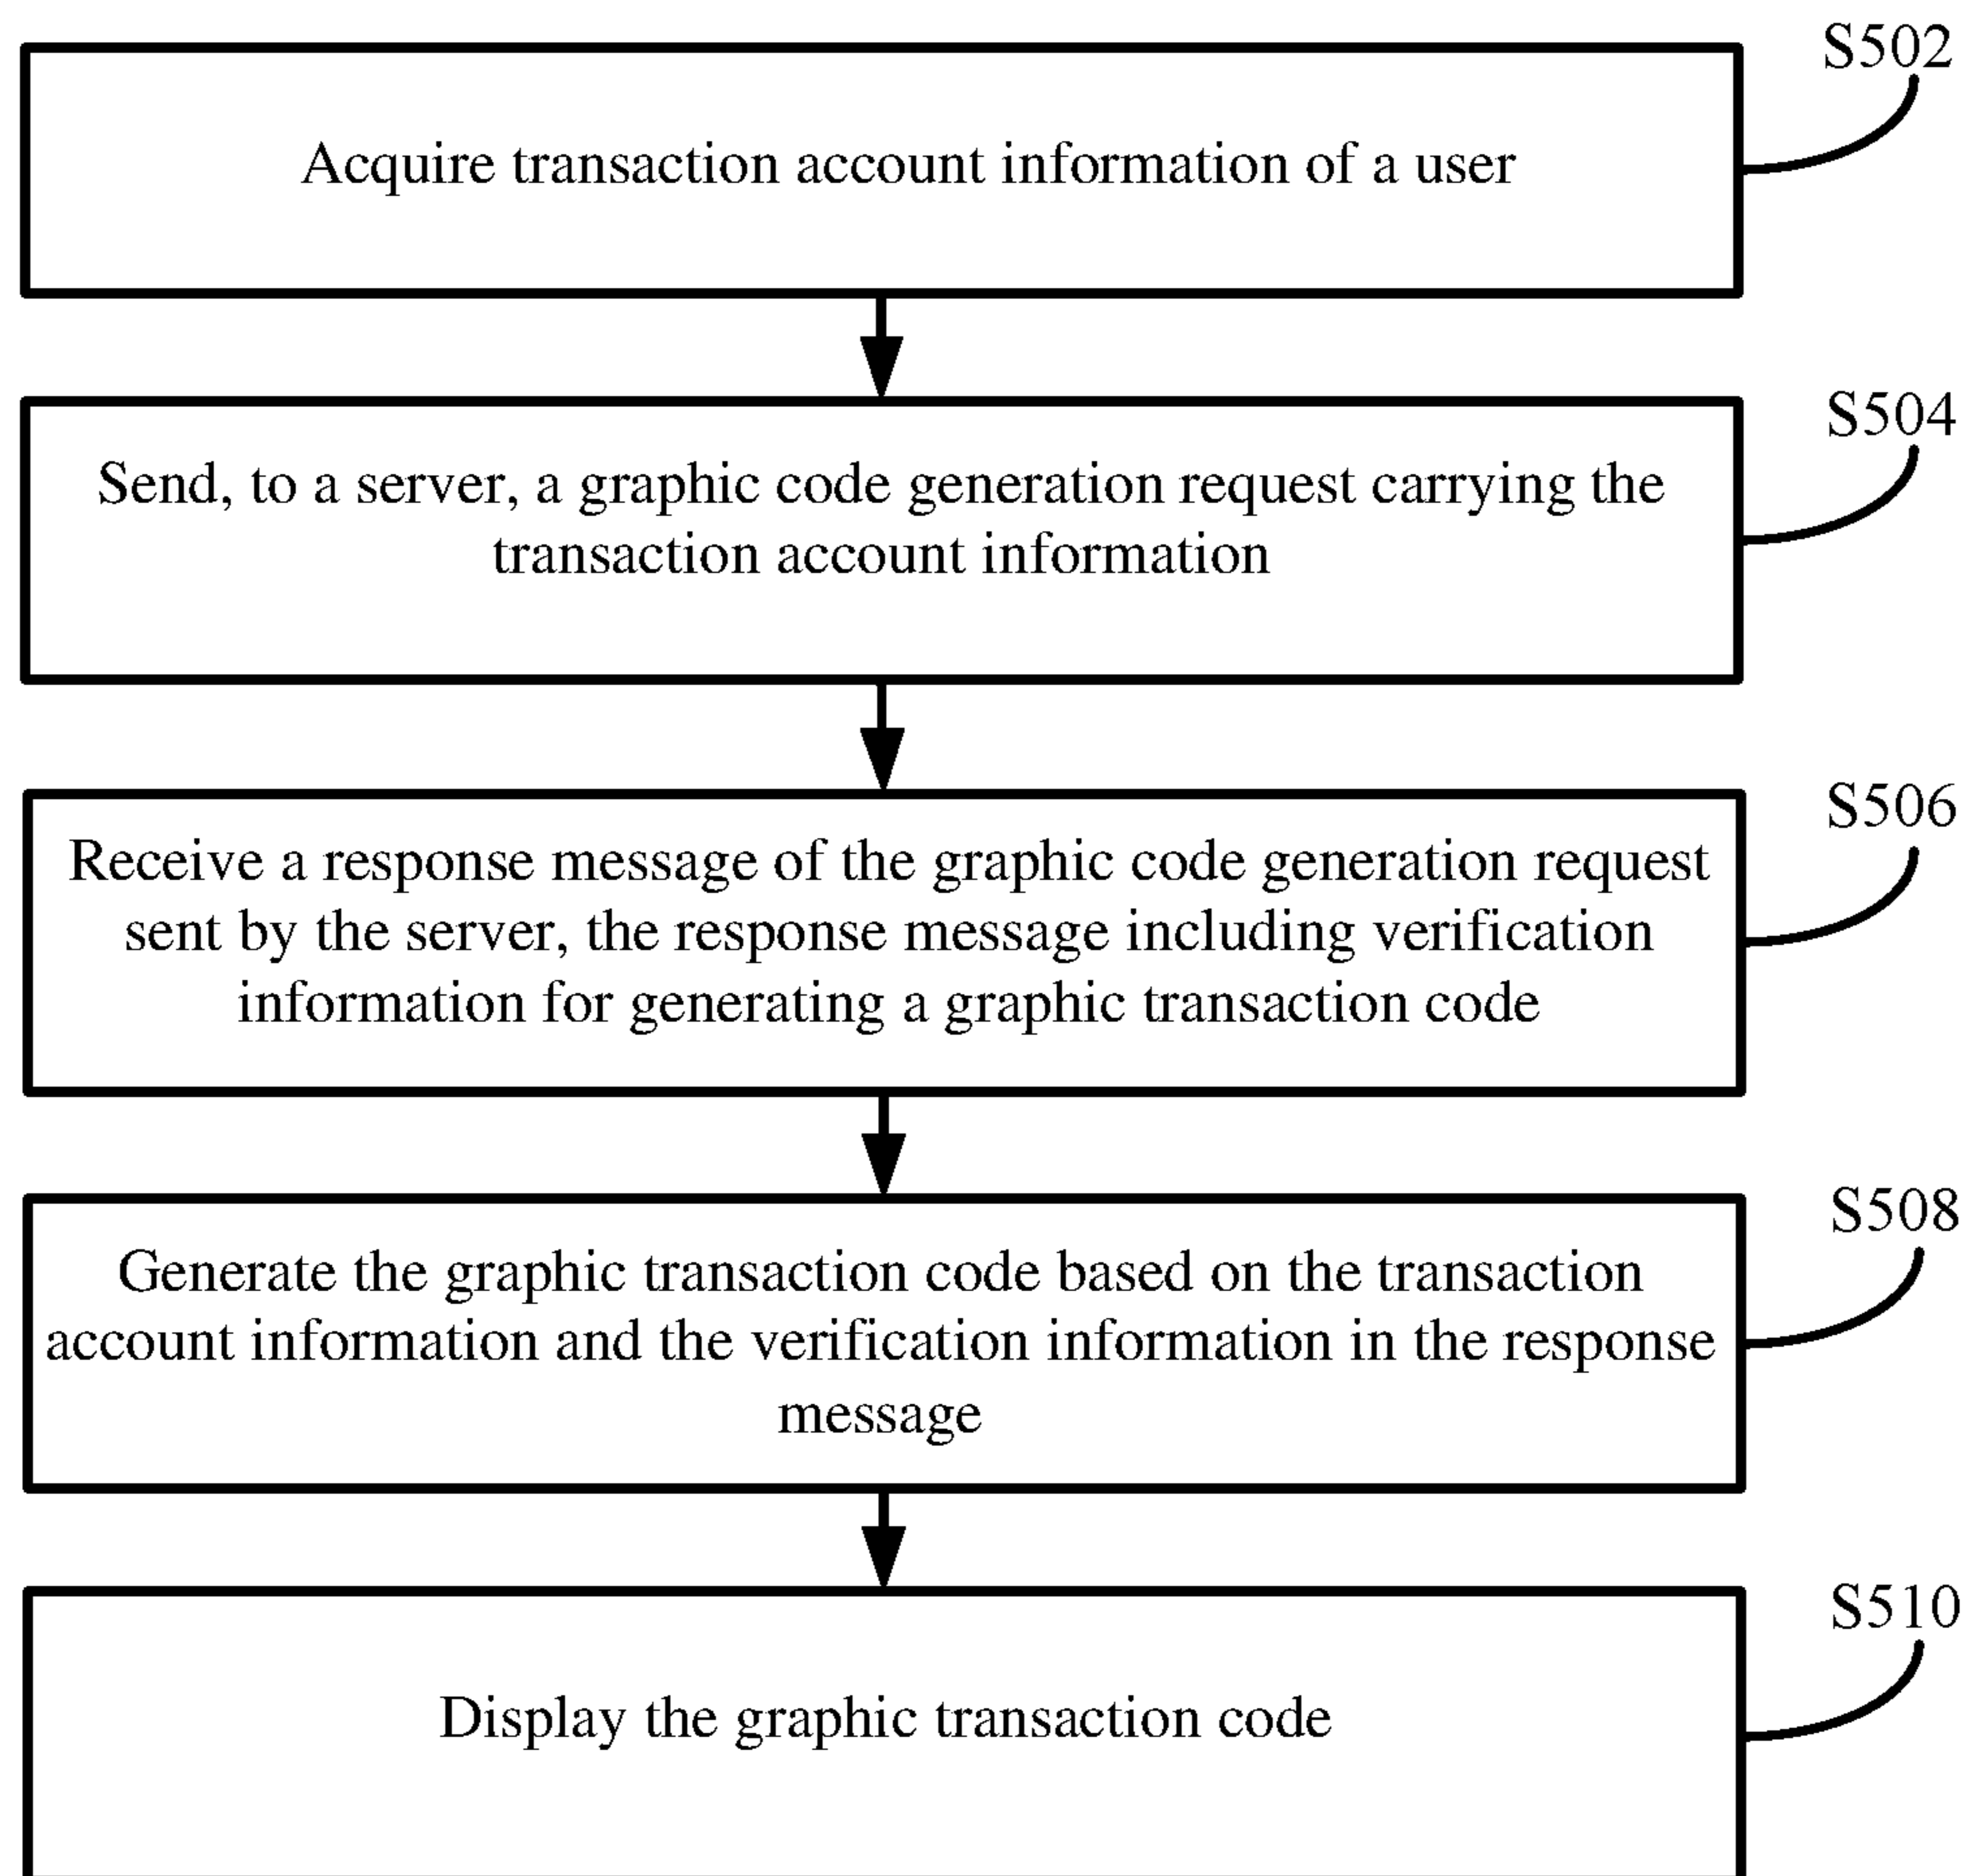 S502
Acquire transaction account information of a user
S504
Send, to a server, a graphic code generation request carrying the
transaction account information
S506
Receive a response message of the graphic code generation request
sent by the server, the response message including verification
information for generating a graphic transaction code
S508
Generate the graphic transaction code based on the transaction
account information and the verification information in the response
message
S510
Display the graphic transaction code